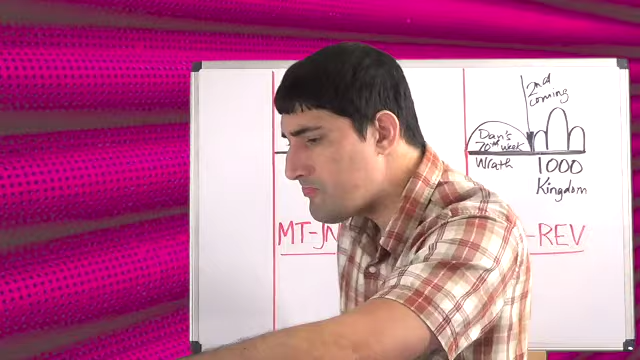 2nd
coming
Dan's
70th week
Wrath
1000
Kingdom
MT-JN
-REV